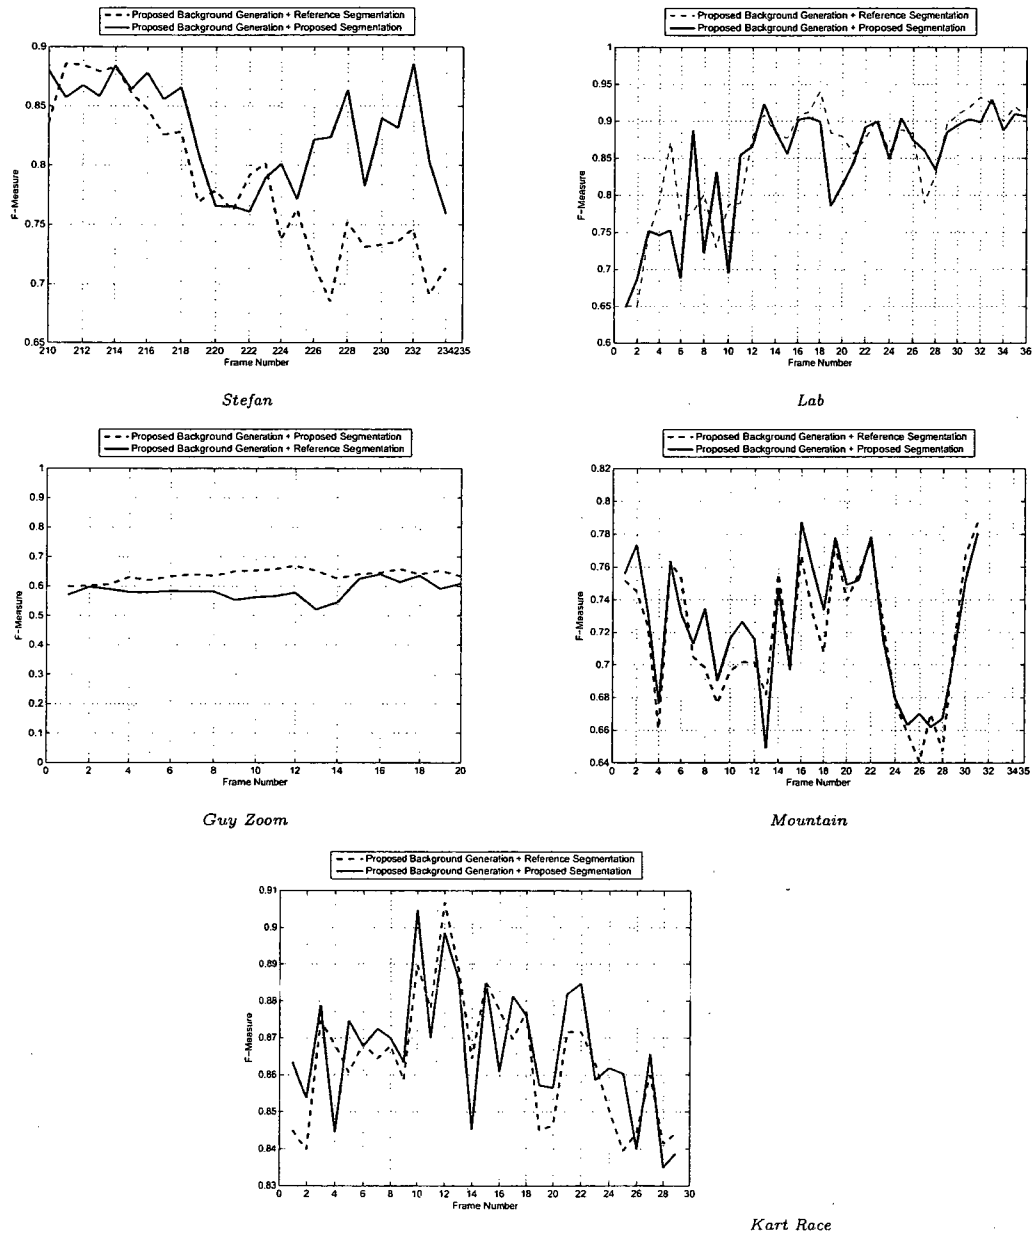 Proposed Background Generation + Reference Segmentation
Proposed Background Generation + Proposed Segmentation
0.9
0.85
0.8
0.75
0.7
0.65
F-Measure
210 212 214 216 218 220 222 224 226 228 230 232 234235
Frame Number
Stefan
Proposed Background Generation + Reference Segmentation
Proposed Background Generation + Proposed Segmentation
1
0.95
0.9
0.85
0.8
0.75
0.7
0.65
0.6
F-Measure
0 2 4 6 8 10 12 14 16 18 20 22 24 26 28 30 32 34 36
Frame Number
Lab
Proposed Background Generation + Proposed Segmentation
Proposed Background Generation + Reference Segmentation
1
0.9
0.8
0.7
0.6
0.5
0.4
0.3
0.2
0.1
0
F-Measure
0 2 4 6 8 10 12 14 16 18 20
Frame Number
Guy Zoom
Proposed Background Generation + Reference Segmentation
Proposed Background Generation + Proposed Segmentation
0.82
0.8
0.78
0.76
0.74
0.72
0.7
0.68
0.66
0.64
F-Measure
0 2 4 6 8 10 12 14 16 18 20 22 24 26 28 30 32 3435
Frame Number
Mountain
Proposed Background Generation + Reference Segmentation
Proposed Background Generation + Proposed Segmentation
0.91
0.9
0.89
0.88
0.87
0.86
0.85
0.84
0.83
F-Measure
0 2 4 6 8 10 12 14 16 18 20 22 24 26 28 30
Frame Number
Kart Race